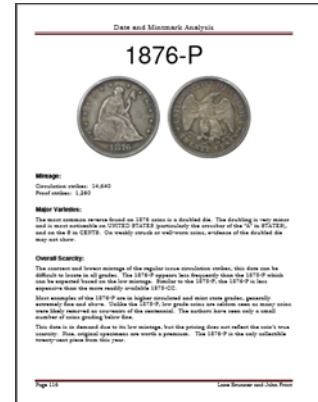 Date and Mintmark Analysis
1876-P
1876
Mintage:
Circulation strikes: 14,640
Proof strikes: 1,260
Major Varieties:
The most common reverse found on 1876 coins is a doubled die. The doubling is very minor
and is most noticeable on UNITED STATES (particularly the crossbar of the "A" in STATES),
and on the E in CENTS. On weakly struck or well-worn coins, evidence of the doubled die
may not show.
Overall Scarcity:
The scarcest and lowest mintage of the regular issue circulation strikes, this date can be
difficult to locate in all grades. The 1876-P appears less frequently than the 1875-P which
can be expected based on the low mintage. Similar to the 1875-P, the 1876-P is less
expensive than the more readily available 1875-CC.
Most examples of the 1876-P are in higher circulated and mint state grades, generally
extremely fine and above. Unlike the 1875-P, low grade coins are seldom seen as many coins
were likely removed as souvenirs of the centennial. The authors have seen only a small
number of coins grading below fine.
This date is in demand due to its low mintage, but the pricing does not reflect the coin's true
scarcity. Nice, original specimens are worth a premium. The 1876-P is the only collectible
twenty-cent piece from this year.
Page 116
Lane Brunner and John Frost